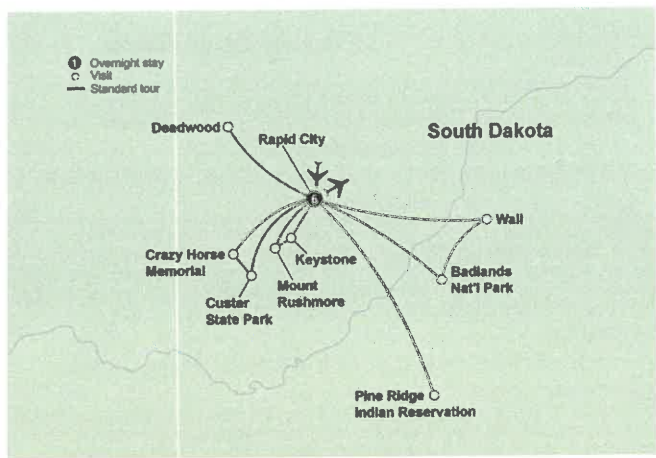 1 Overnight stay
Visit
Standard tour
Deadwood
Rapid City
South Dakota
6
Wall
Crazy Horse
Memorial
Keystone
Mount
Rushmore
Badlands
Nat'l Park
Custer
State Park
Pine Ridge
Indian Reservation